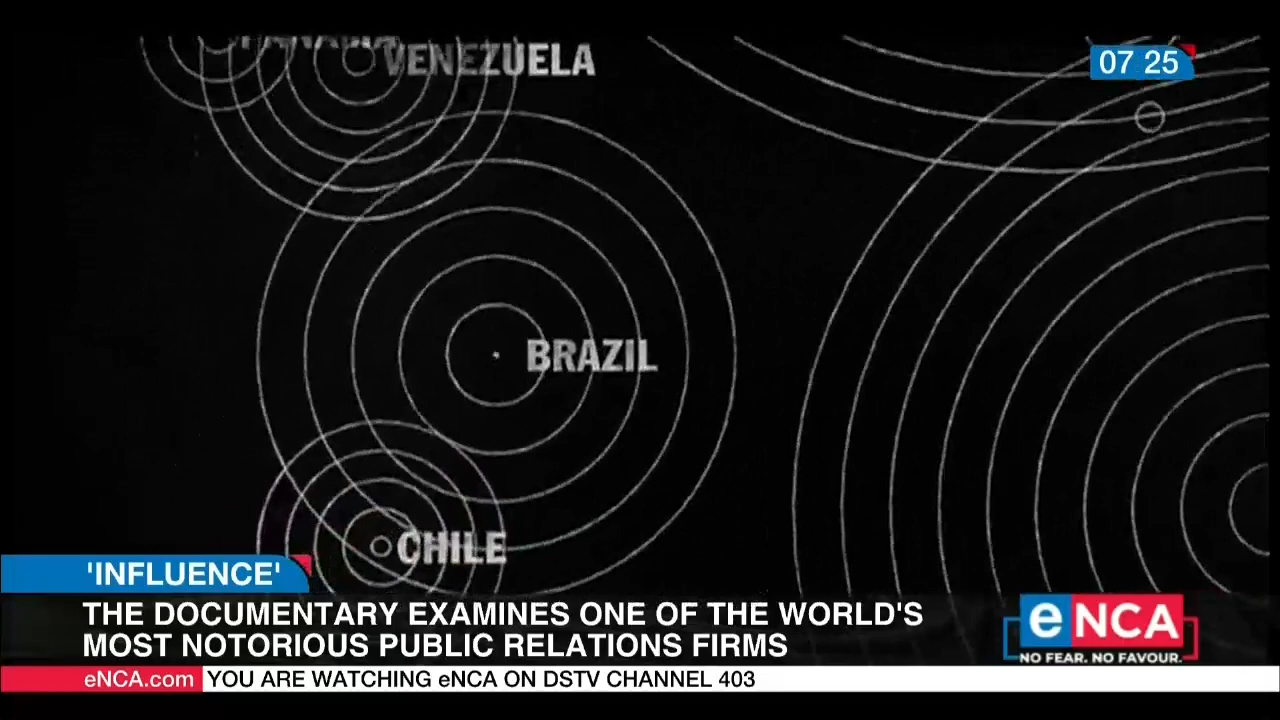 PANAMA
VENEZUELA
07 25
BRAZIL
CHILE
'INFLUENCE'
THE DOCUMENTARY EXAMINES ONE OF THE WORLD'S
MOST NOTORIOUS PUBLIC RELATIONS FIRMS
eNCA
NO FEAR. NO FAVOUR.
eNCA.com YOU ARE WATCHING eNCA ON DSTV CHANNEL 403